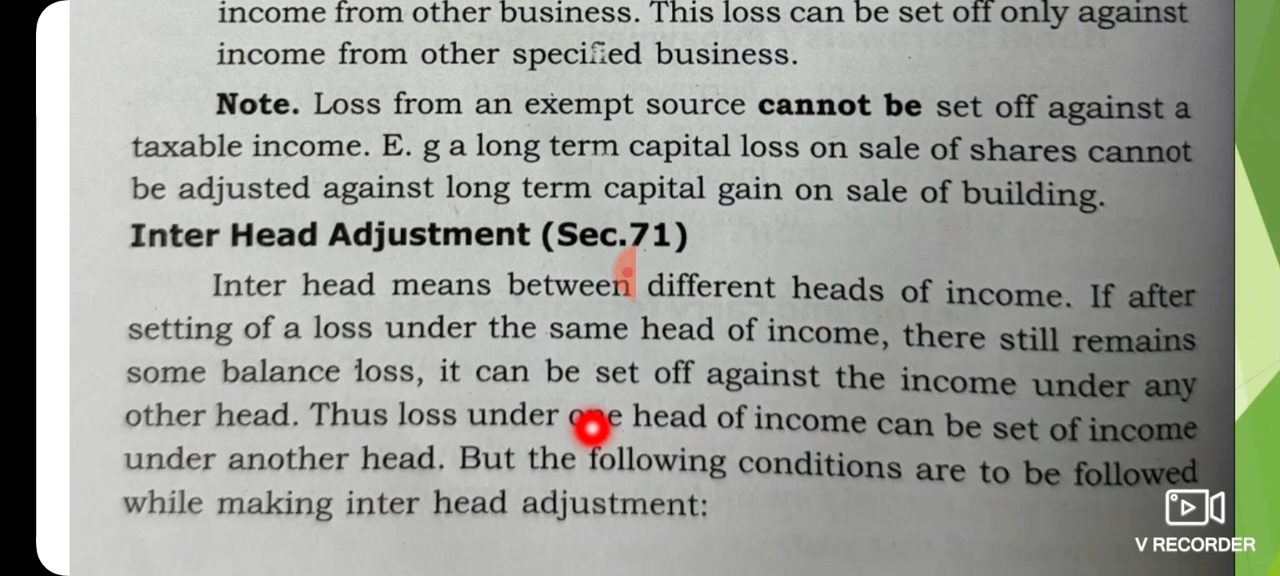 income from other business. This loss can be set off only against
income from other specified business.
Note. Loss from an exempt source cannot be set off against a
taxable income. E. g a long term capital loss on sale of shares cannot
be adjusted against long term capital gain on sale of building.
Inter Head Adjustment (Sec.71)
Inter head means between different heads of income. If after
setting of a loss under the same head of income, there still remains
some balance loss, it can be set off against the income under any
other head. Thus loss under one head of income can be set of income
under another head. But the following conditions are to be followed
while making inter head adjustment:
V RECORDER